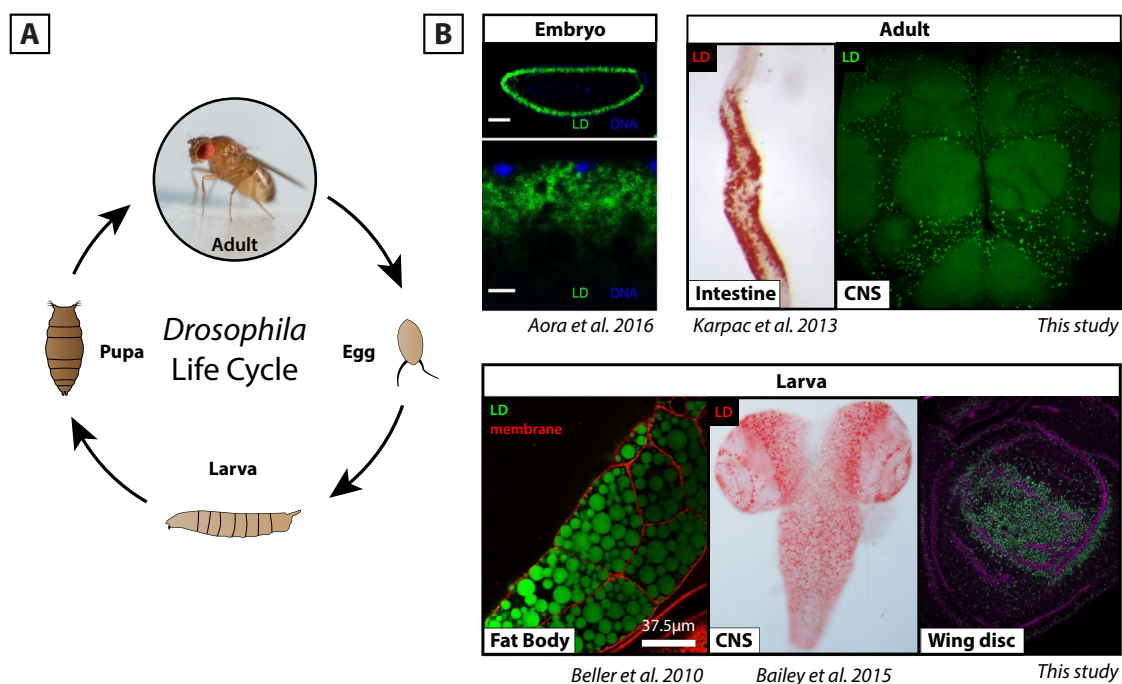 A
Adult
Pupa
Drosophila
Life Cycle
Egg
Larva
B
Embryo
LD DNA
LD DNA
Aora et al. 2016
Adult
LD
Intestine
LD
CNS
Karpac et al. 2013
This study
Larva
LD
membrane
37.5µm
Fat Body
LD
CNS
Wing disc
Beller et al. 2010
Bailey et al. 2015
This study